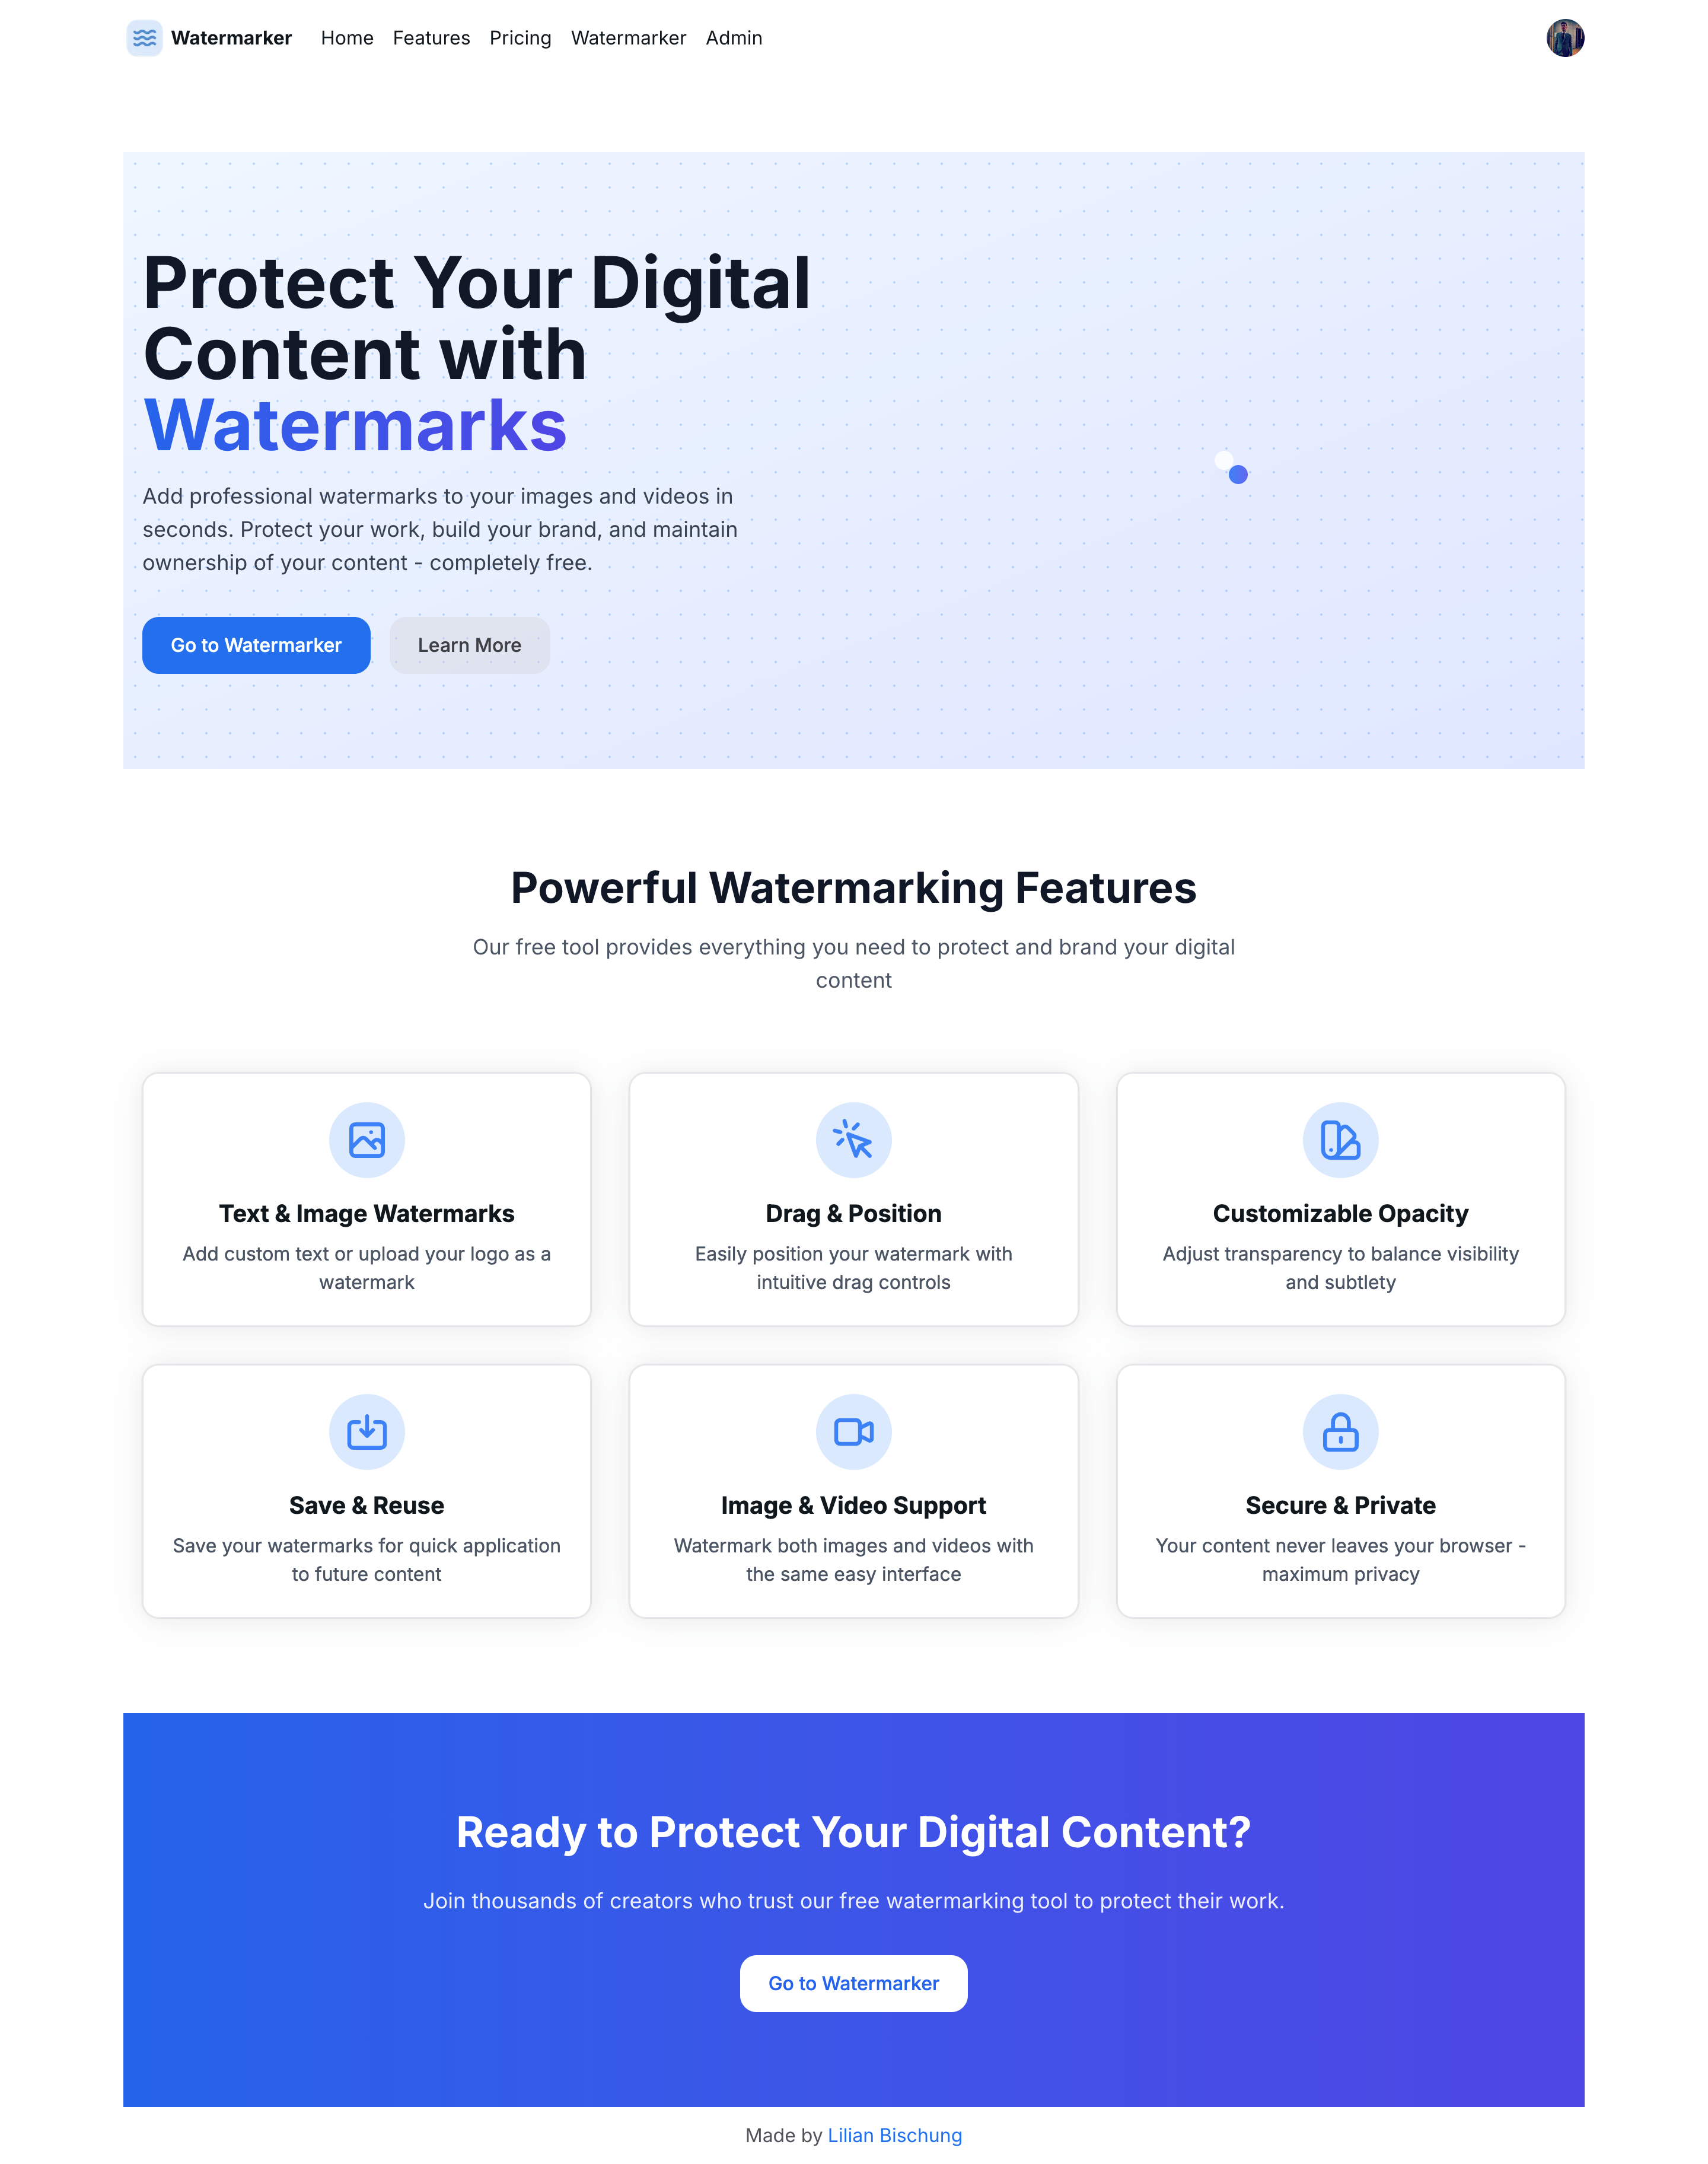 Watermarker Home Features Pricing Watermarker Admin
Protect Your Digital
Content with
Watermarks
Add professional watermarks to your images and videos in
seconds. Protect your work, build your brand, and maintain
ownership of your content - completely free.
Go to Watermarker Learn More
Powerful Watermarking Features
Our free tool provides everything you need to protect and brand your digital
content
Text & Image Watermarks
Add custom text or upload your logo as a
watermark
Drag & Position
Easily position your watermark with
intuitive drag controls
Customizable Opacity
Adjust transparency to balance visibility
and subtlety
Save & Reuse
Save your watermarks for quick application
to future content
Image & Video Support
Watermark both images and videos with
the same easy interface
Secure & Private
Your content never leaves your browser -
maximum privacy
Ready to Protect Your Digital Content?
Join thousands of creators who trust our free watermarking tool to protect their work.
Go to Watermarker
Made by Lilian Bischung